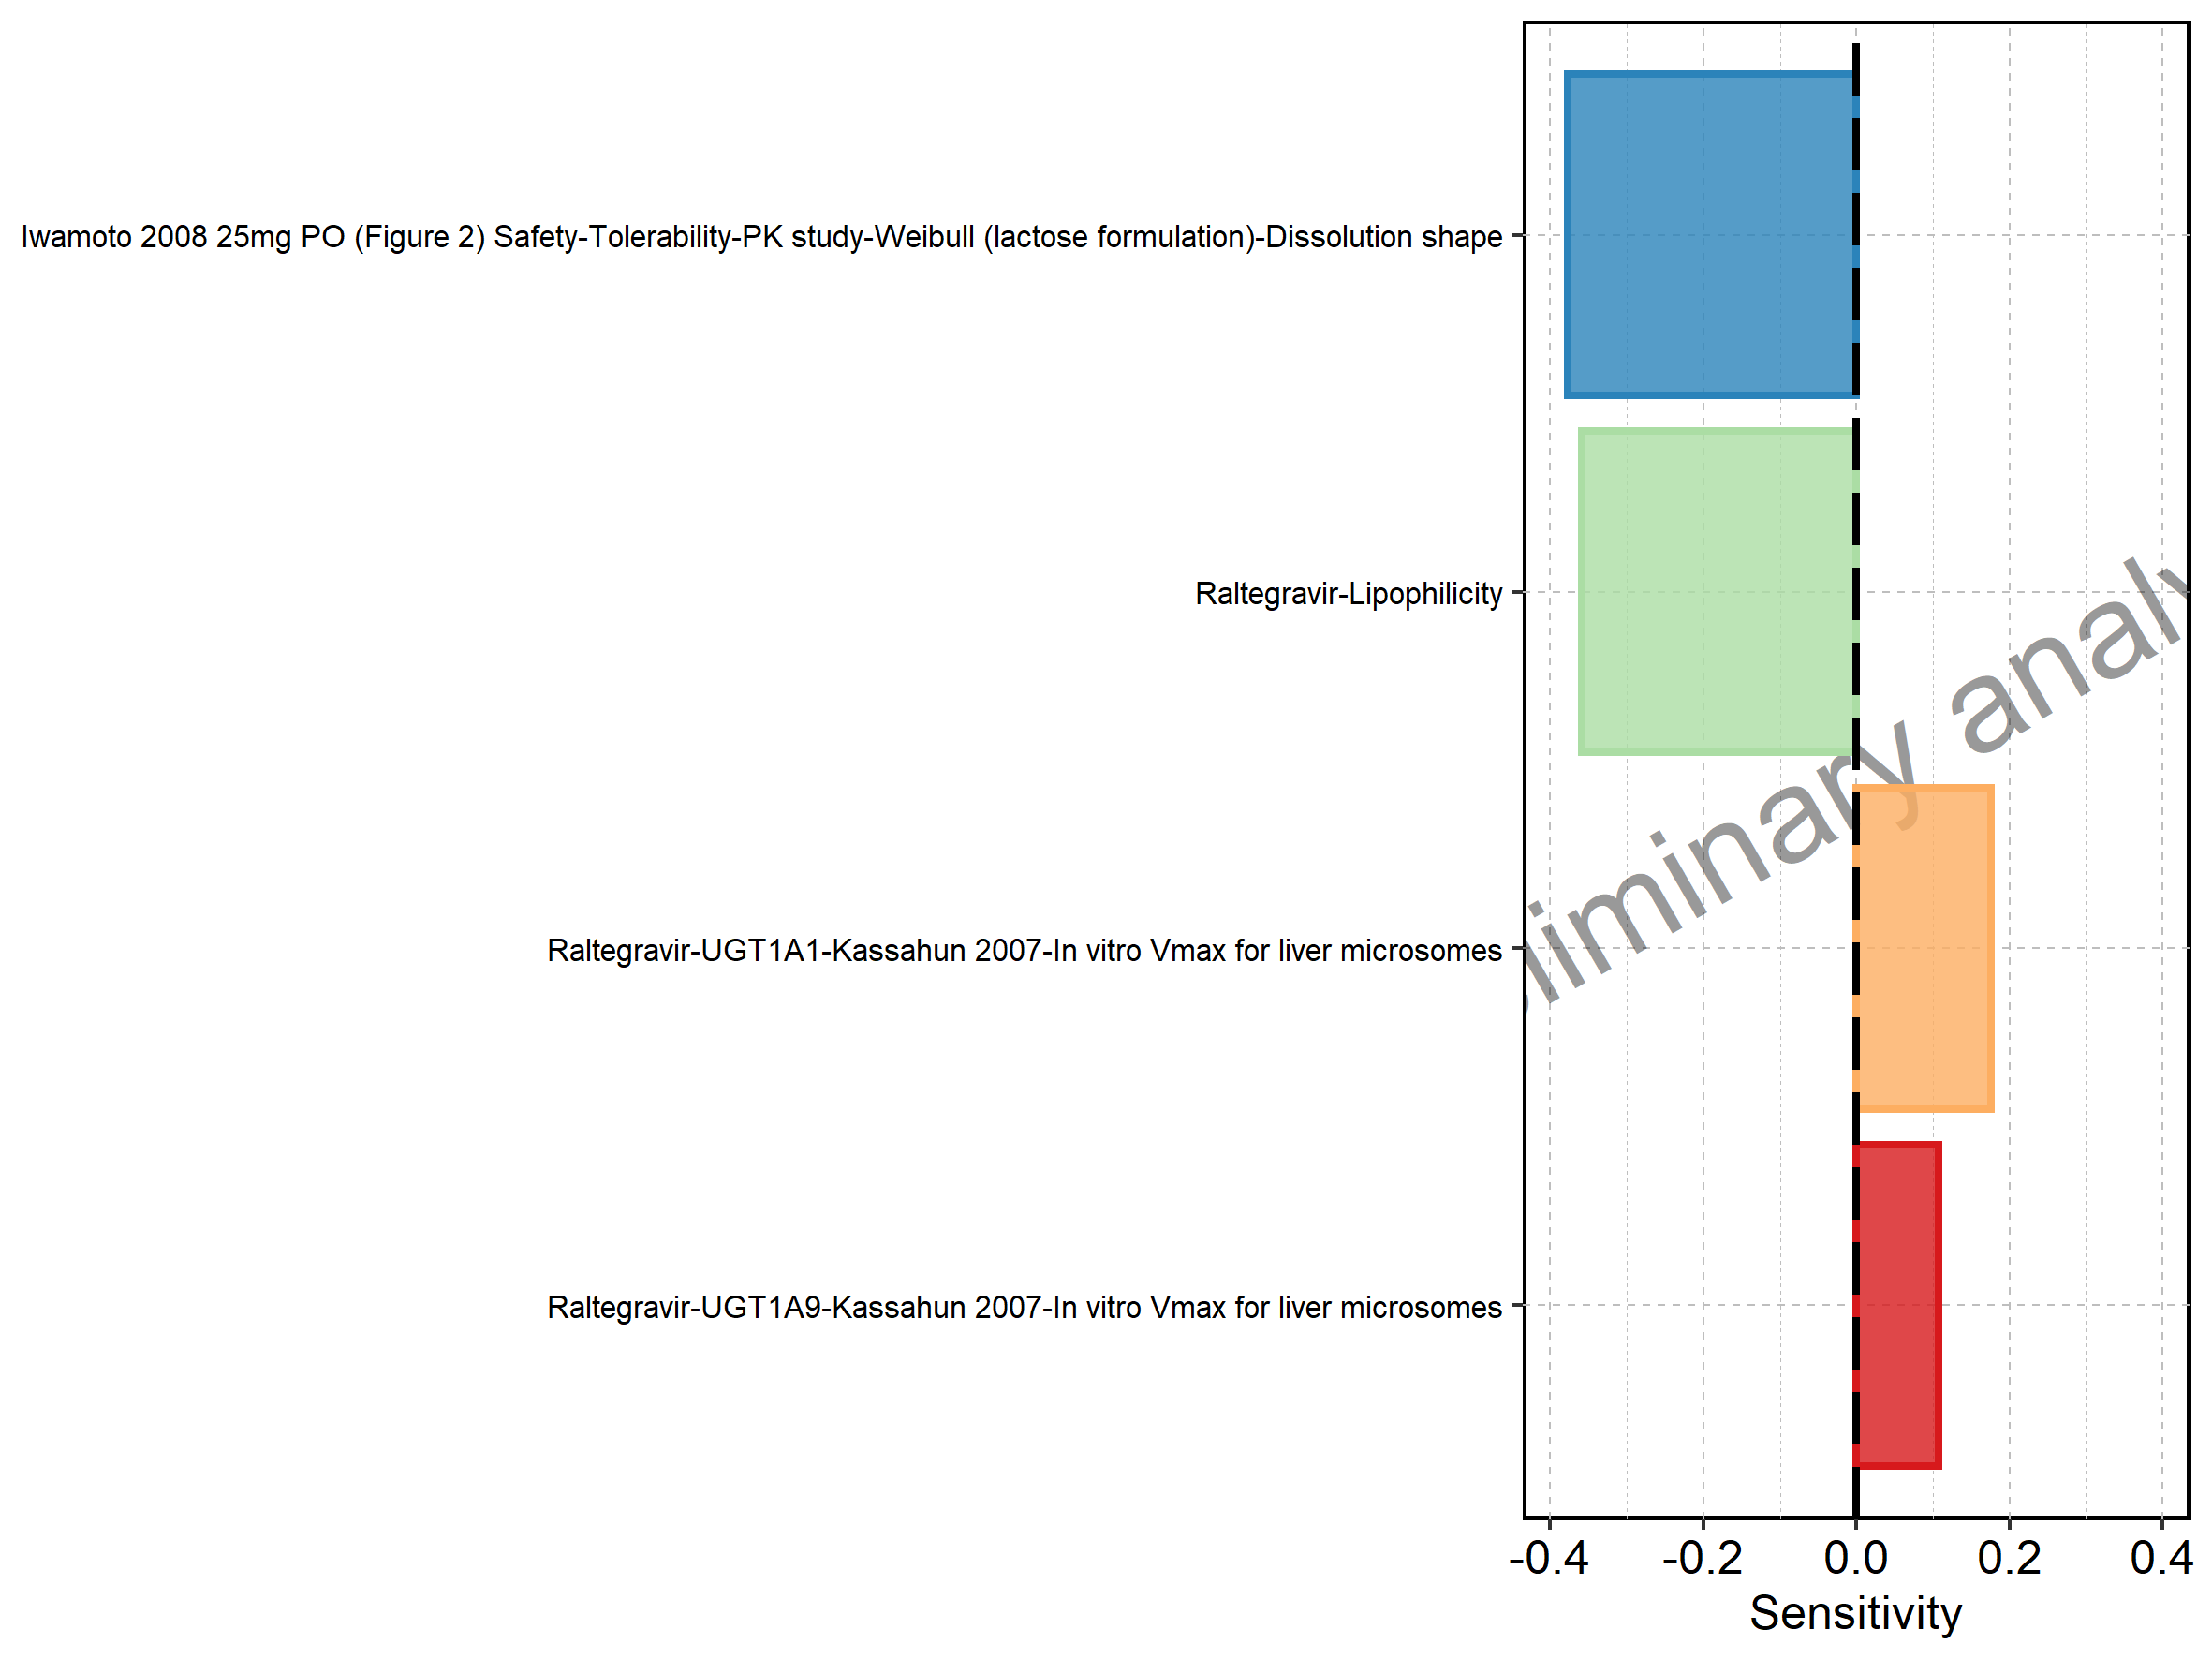 Iwamoto 2008 25mg PO (Figure 2) Safety-Tolerability-PK study-Weibull (lactose formulation)-Dissolution shape
Raltegravir-Lipophilicity
Raltegravir-UGT1A1-Kassahun 2007-In vitro Vmax for liver microsomes
Raltegravir-UGT1A9-Kassahun 2007-In vitro Vmax for liver microsomes
liminary analy
-0.4 -0.2 0.0 0.2 0.4
Sensitivity